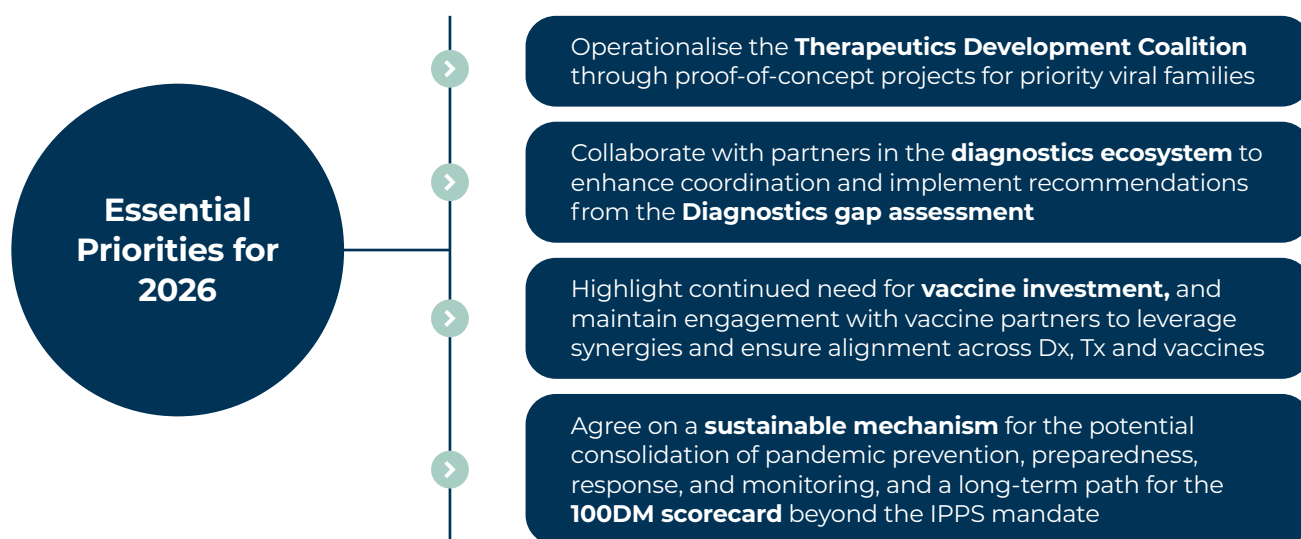 Essential
Priorities for
2026
Operationalise the Therapeutics Development Coalition
through proof-of-concept projects for priority viral families
Collaborate with partners in the diagnostics ecosystem to
enhance coordination and implement recommendations
from the Diagnostics gap assessment
Highlight continued need for vaccine investment, and
maintain engagement with vaccine partners to leverage
synergies and ensure alignment across Dx, Tx and vaccines
Agree on a sustainable mechanism for the potential
consolidation of pandemic prevention, preparedness,
response, and monitoring, and a long-term path for the
100DM scorecard beyond the IPPS mandate